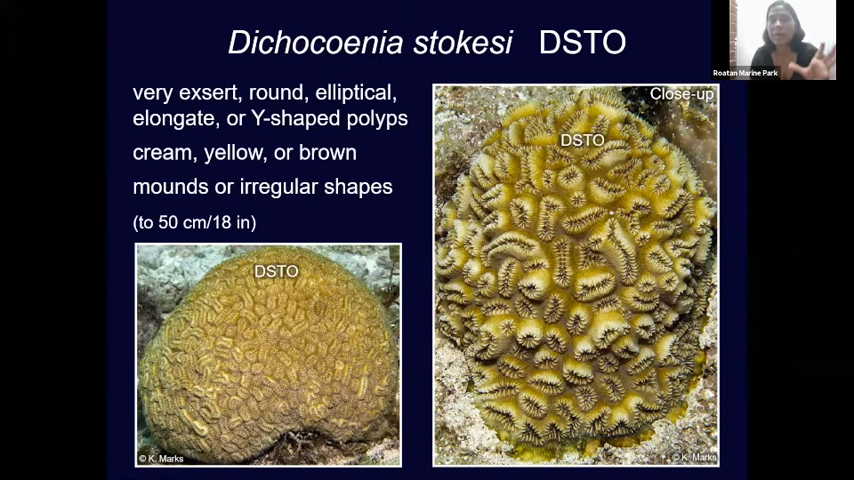 Dichocoenia stokesi DSTO
Roatan Marine Park
very exsert, round, elliptical,
elongate, or Y-shaped polyps
cream, yellow, or brown
mounds or irregular shapes
(to 50 cm/18 in)
DSTO
© K. Marks
Close-up
DSTO
© K. Marks